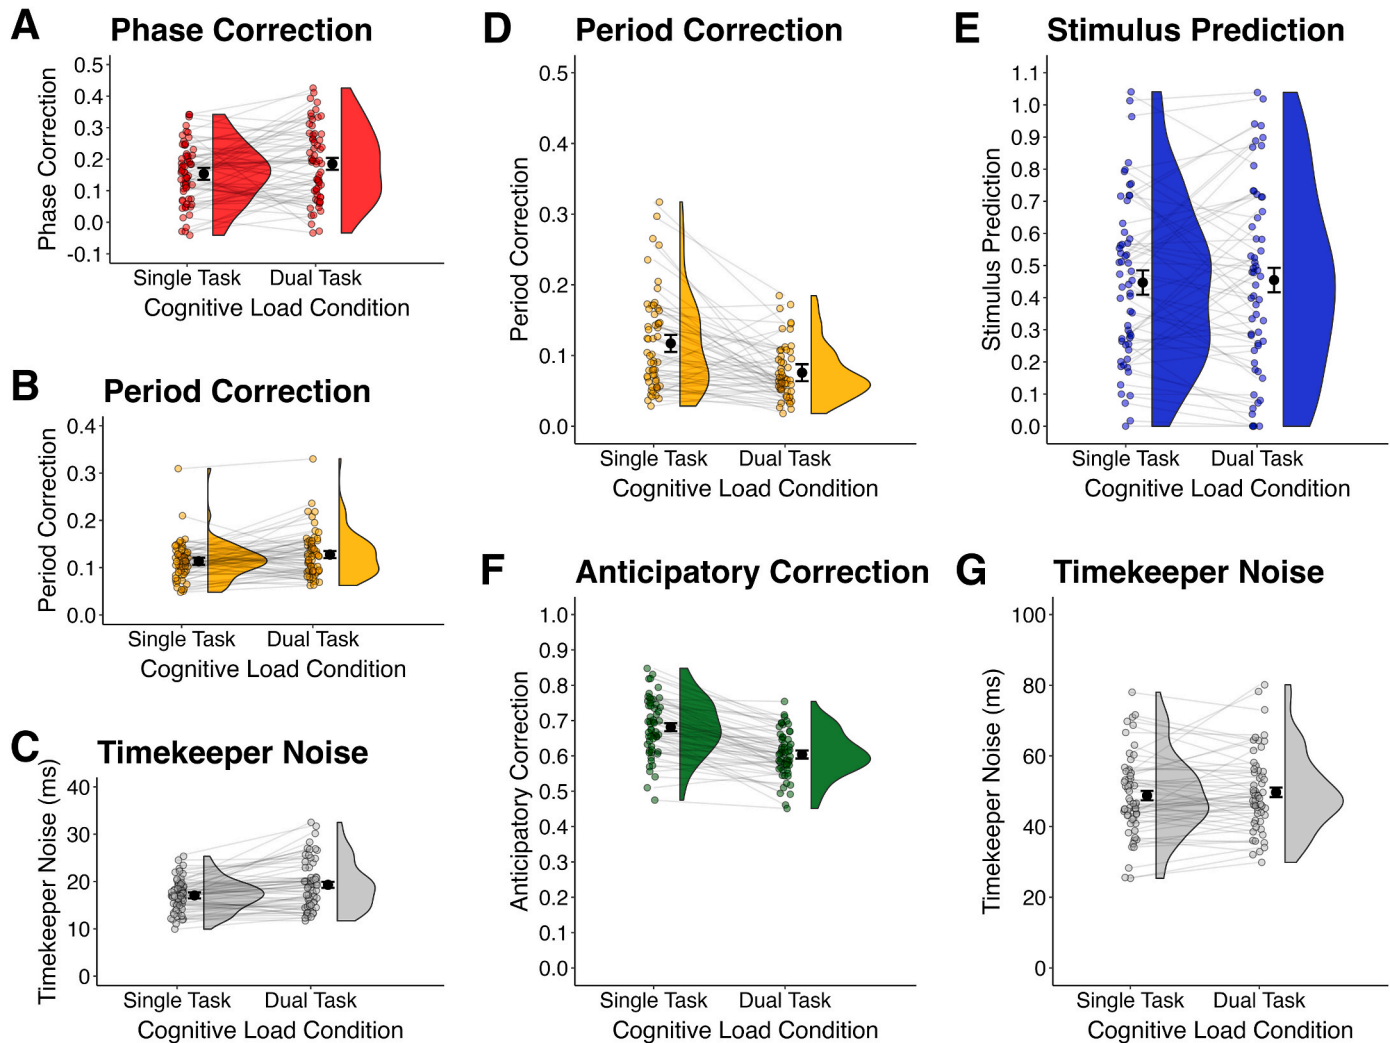 A Phase Correction
Phase Correction
0.5
0.4
0.3
0.2
0.1
0.0
-0.1
Single Task Dual Task
Cognitive Load Condition
B Period Correction
Period Correction
0.4
0.3
0.2
0.1
0.0
Single Task Dual Task
Cognitive Load Condition
C Timekeeper Noise
Timekeeper Noise (ms)
40
30
20
10
0
Single Task Dual Task
Cognitive Load Condition
D Period Correction
Period Correction
0.5
0.4
0.3
0.2
0.1
0.0
Single Task Dual Task
Cognitive Load Condition
E Stimulus Prediction
Stimulus Prediction
1.1
1.0
0.9
0.8
0.7
0.6
0.5
0.4
0.3
0.2
0.1
0.0
Single Task Dual Task
Cognitive Load Condition
F Anticipatory Correction
Anticipatory Correction
1.0
0.9
0.8
0.7
0.6
0.5
0.4
0.3
0.2
0.1
0.0
Single Task Dual Task
Cognitive Load Condition
G Timekeeper Noise
Timekeeper Noise (ms)
100
80
60
40
20
0
Single Task Dual Task
Cognitive Load Condition